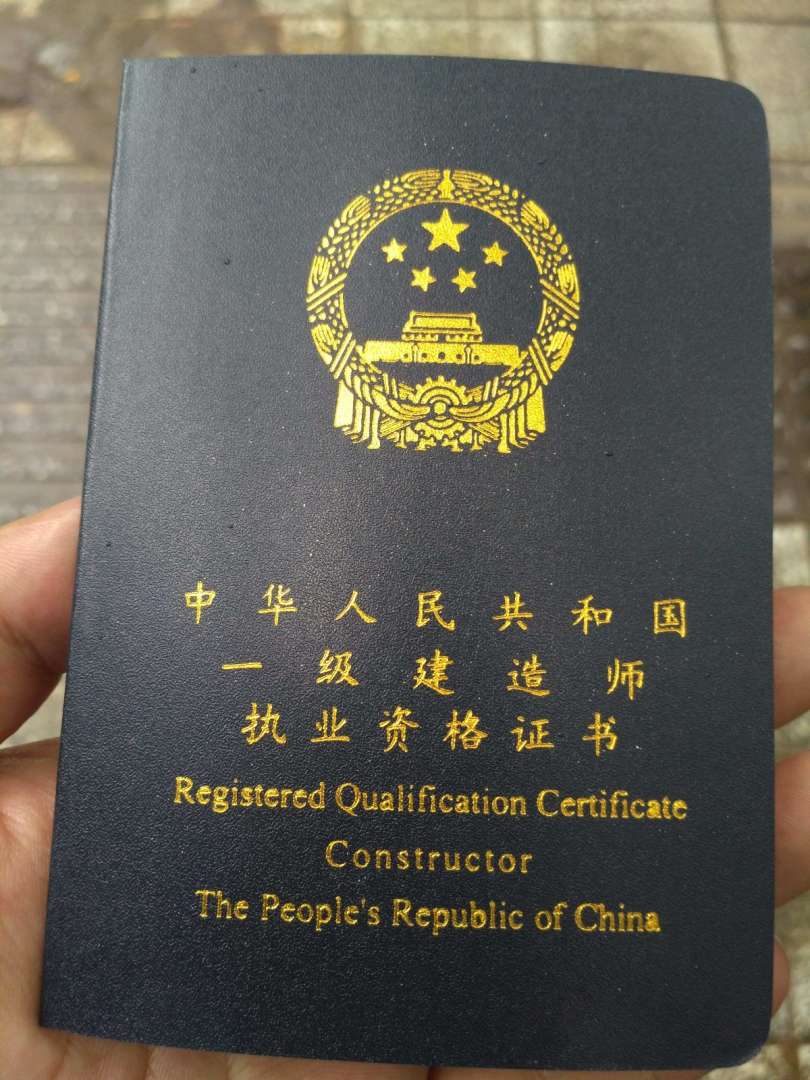 中华人民共和国
一级建造师
执业资格证书
Registered Qualification Certificate
Constructor
The People's Republic of China